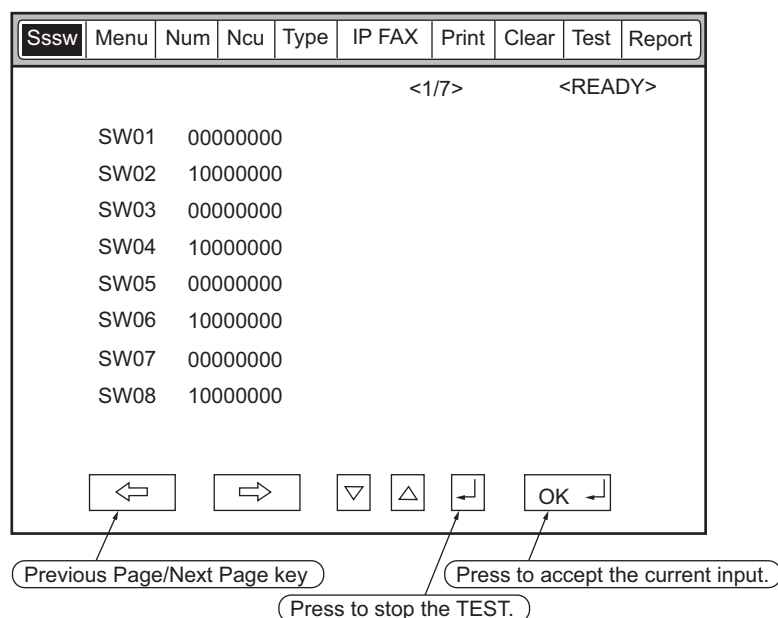 Sssw Menu Num Ncu Type IP FAX Print Clear Test Report
<1/7> <READY>
SW01 00000000
SW02 10000000
SW03 00000000
SW04 10000000
SW05 00000000
SW06 10000000
SW07 00000000
SW08 10000000
OK
Previous Page/Next Page key
Press to accept the current input.
Press to stop the TEST.